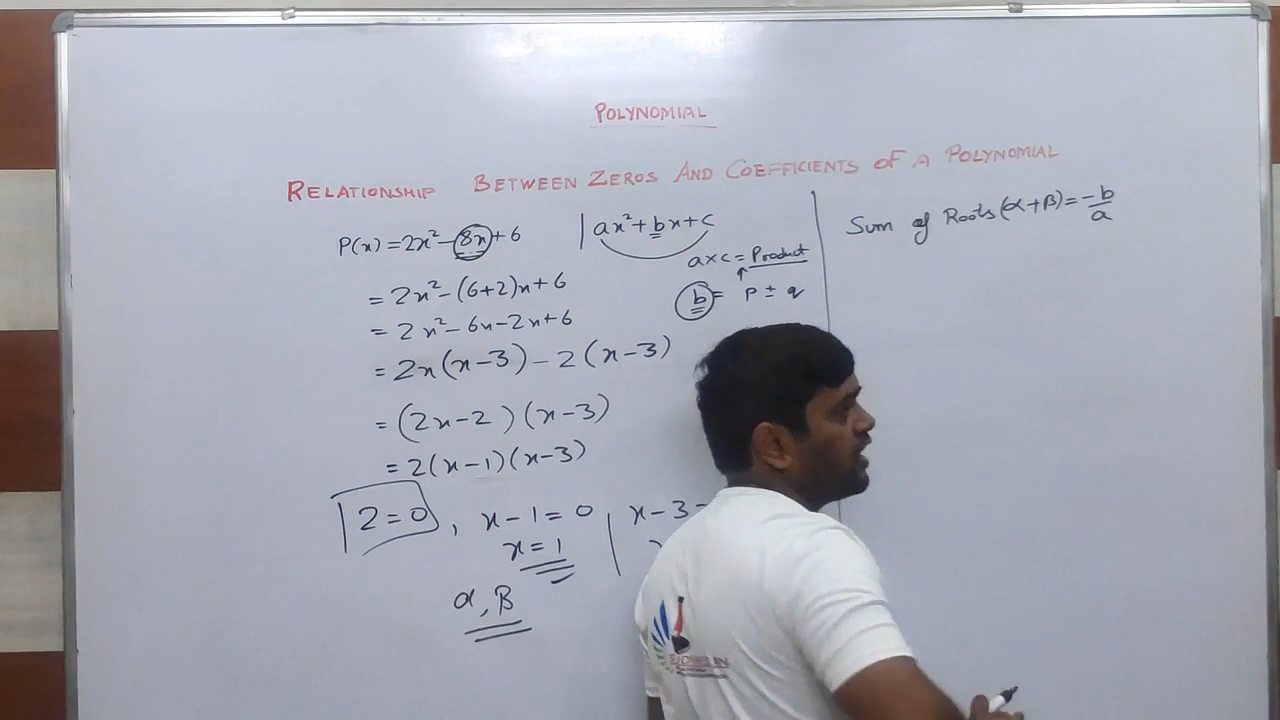 POLYNOMIAL
RELATIONSHIP BETWEEN ZEROS AND COEFFICIENTS OF A POLYNOMIAL
P(x) = 2x² - 8x + 6
= 2x² - (6+2)x + 6
= 2x² - 6x - 2x + 6
= 2x(x-3) - 2(x-3)
= (2x-2)(x-3)
= 2(x-1)(x-3)
2=0, x-1=0 | x-3
x=1
α, β
| ax² + bx + c
a×c = Product
b = p ± q
Sum of Roots (α+β) = -b/a